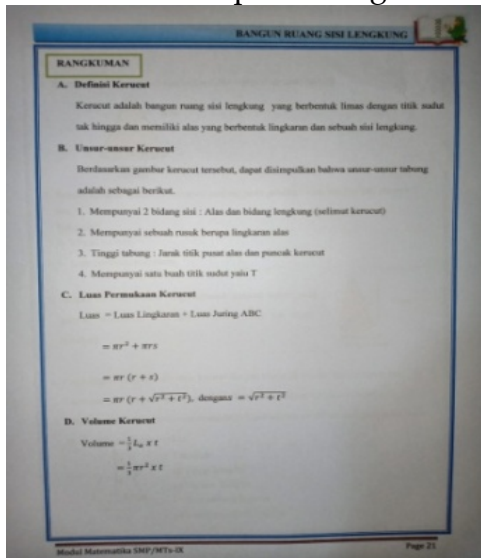 BANGUN RUANG SISI LENGKUNG
RANGKUMAN
A. Definisi Kerucut
Kerucut adalah bangun ruang sisi lengkung yang berbentuk limas dengan titik sudut
tak hingga dan memiliki alas yang berbentuk lingkaran dan sebuah sisi lengkung.
B. Unsur-unsur Kerucut
Berdasarkan gambar kerucut tersebut, dapat disimpulkan bahwa unsur-unsur tabung
adalah sebagai berikut.
1. Mempunyai 2 bidang sisi : Alas dan bidang lengkung (selimut kerucut)
2. Mempunyai sebuah rusuk berupa lingkaran alas
3. Tinggi tabung : Jarak titik pusat alas dan puncak kerucut
4. Mempunyai satu buah titik sudut yaiu T
C. Luas Permukaan Kerucut
Luas = Luas Lingkaran + Luas Juring ABC
= πr² + πrs
= πr (r + s)
= πr (r + √r² + t²), dengans = √r² + t²
D. Volume Kerucut
Volume = 1/3 Lₐ x t
= 1/3 πr² x t
Modul Matematika SMP/MTs-IX
Page 21